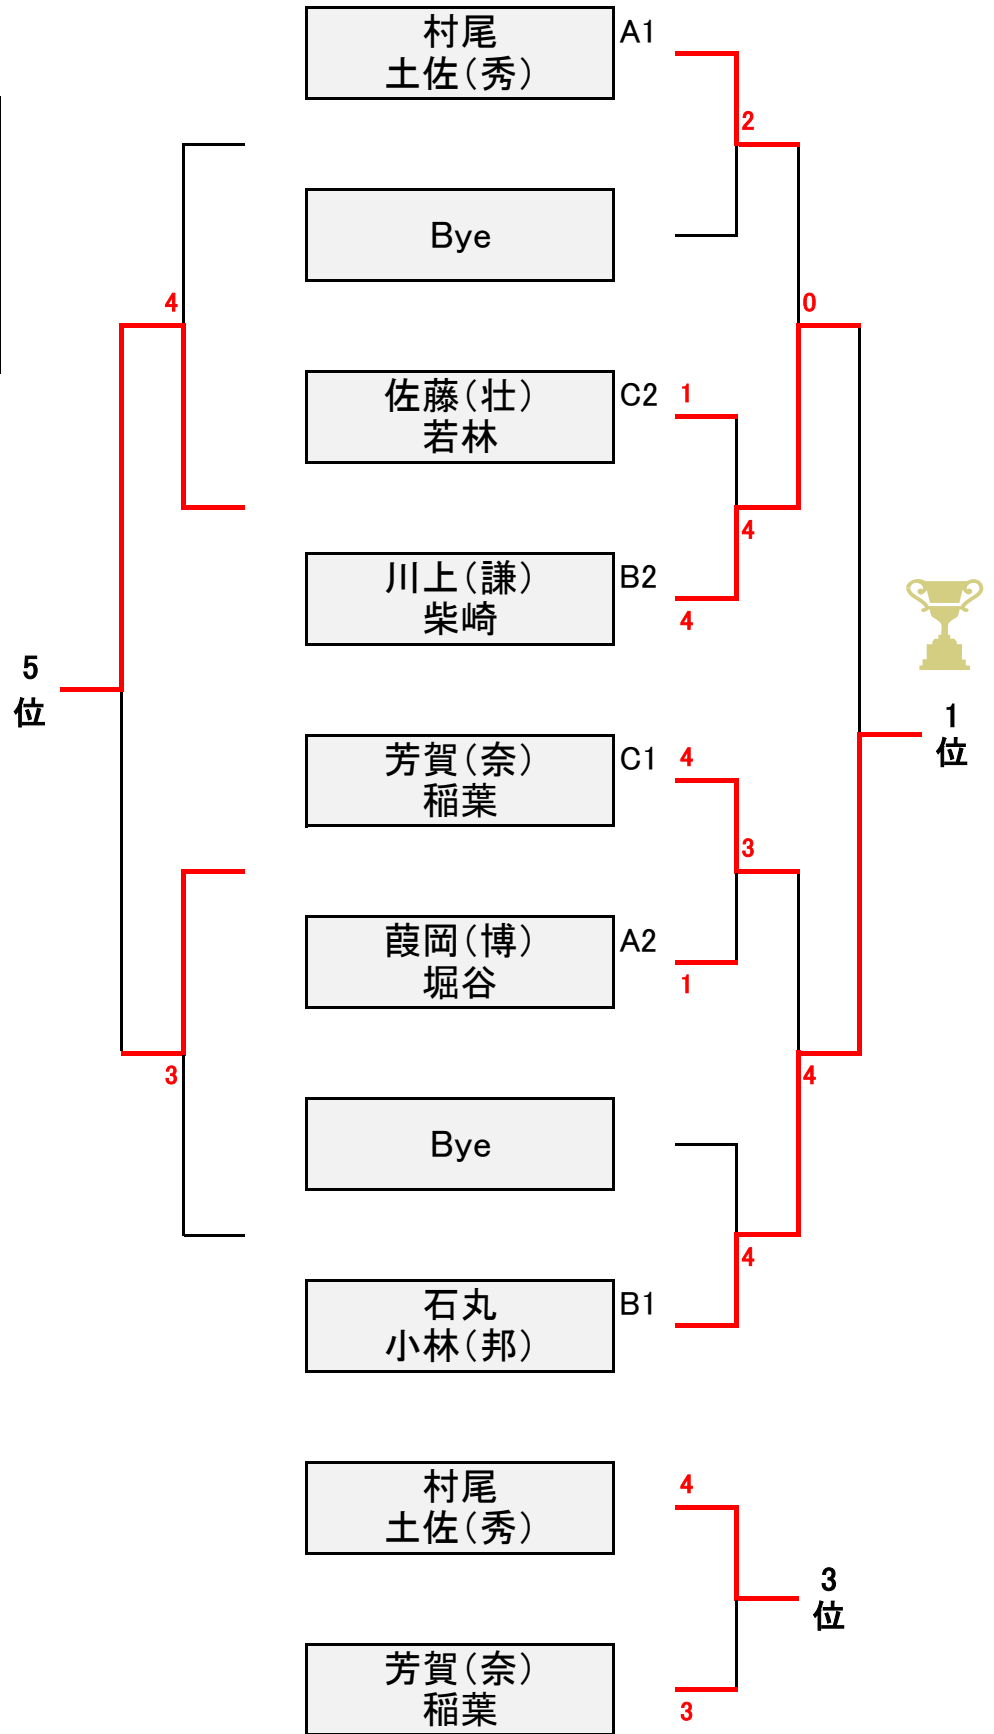 村尾
土佐（秀）
A1
2
Bye
4
0
佐藤（壮）
若林
C2
1
4
川上（謙）
柴崎
B2
4
5
位
1
位
芳賀（奈）
稲葉
C1
4
3
葭岡（博）
堀谷
A2
1
3
4
Bye
4
石丸
小林（邦）
B1
村尾
土佐（秀）
4
3
位
芳賀（奈）
稲葉
3